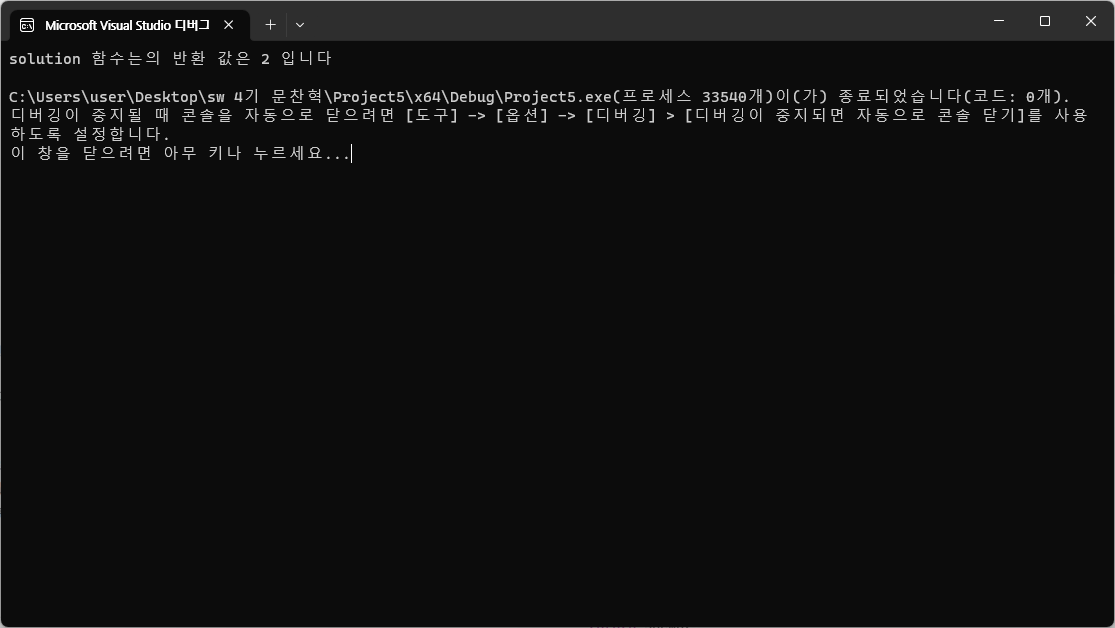 Microsoft Visual Studio 디버그
solution 함수는의 반환 값은 2 입니다
C:\Users\user\Desktop\sw 4기 문찬혁\Project5\x64\Debug\Project5.exe(프로세스 33540개)이(가) 종료되었습니다(코드: 0개).
디버깅이 중지될 때 콘솔을 자동으로 닫으려면 [도구] -> [옵션] -> [디버깅] > [디버깅이 중지되면 자동으로 콘솔 닫기]를 사용
하도록 설정합니다.
이 창을 닫으려면 아무 키나 누르세요...